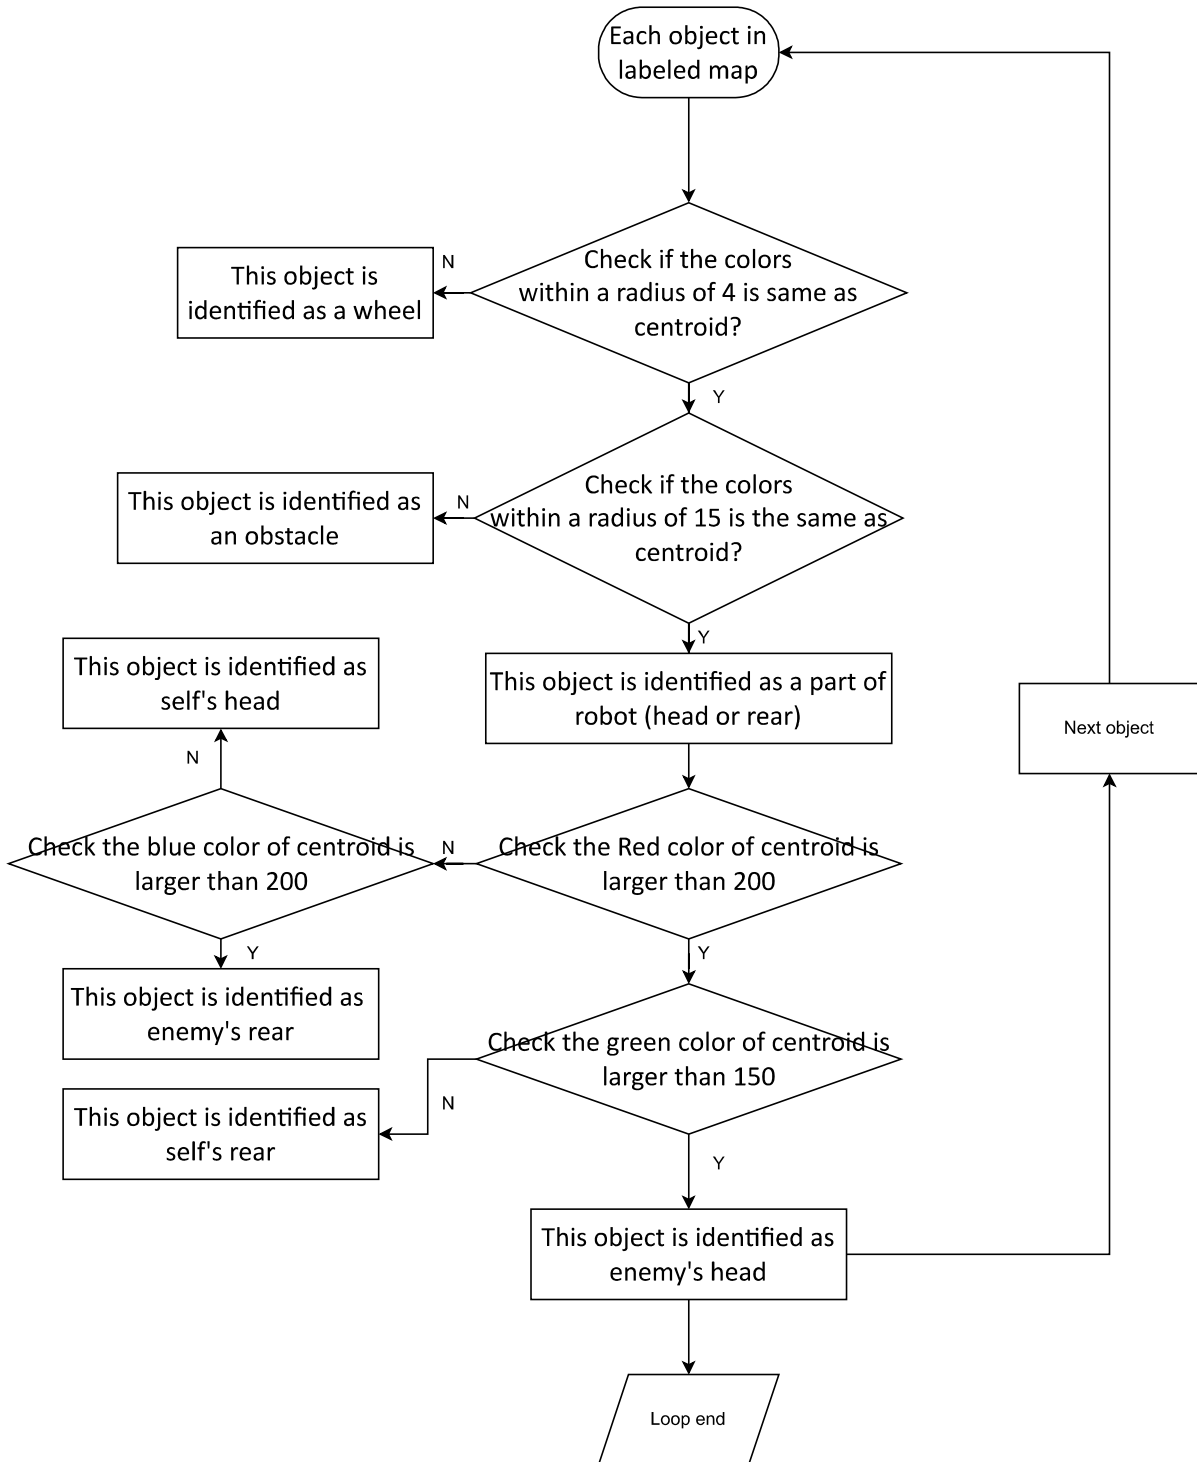 Each object in
labeled map
Check if the colors
within a radius of 4 is same as
centroid?
N
This object is
identified as a wheel
Y
Check if the colors
within a radius of 15 is the same as
centroid?
N
This object is identified as
an obstacle
Y
This object is identified as a part of
robot (head or rear)
This object is identified as
self's head
Next object
N
Check the blue color of centroid is
larger than 200
N
Check the Red color of centroid is
larger than 200
Y
Y
This object is identified as
enemy's rear
Check the green color of centroid is
larger than 150
N
This object is identified as
self's rear
Y
This object is identified as
enemy's head
Loop end